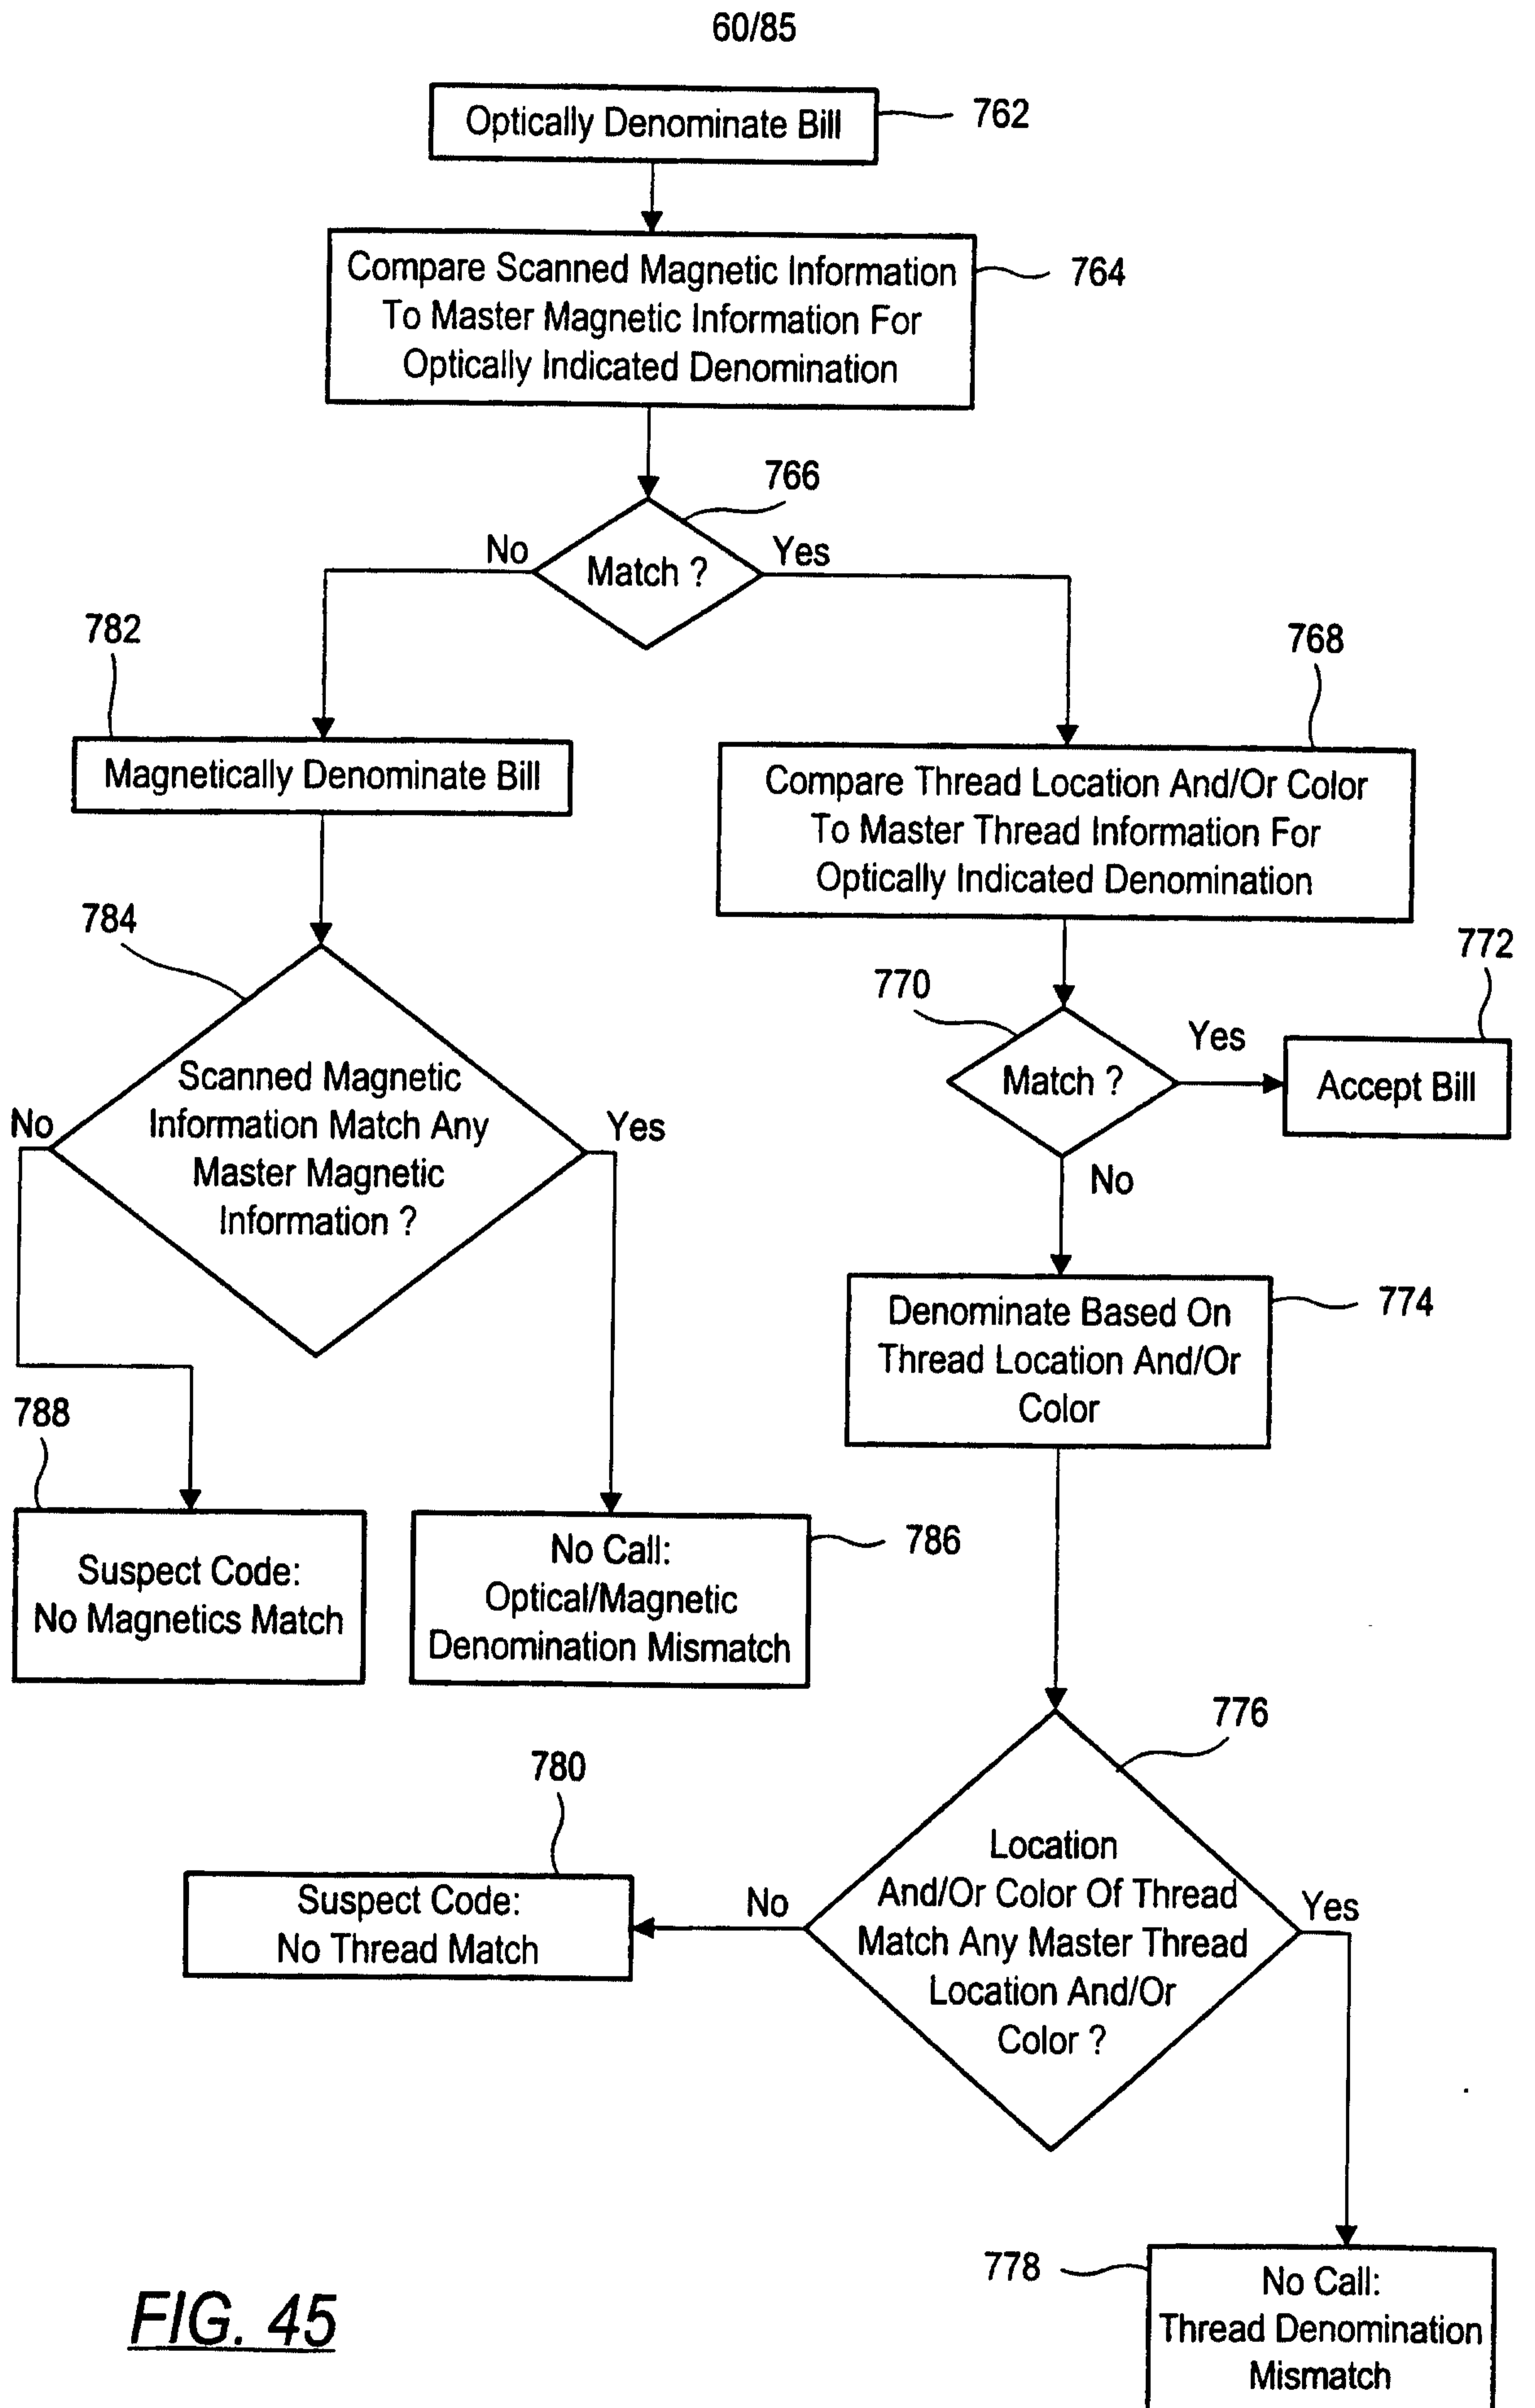 60/85
Optically Denominate Bill
762
Compare Scanned Magnetic Information
To Master Magnetic Information For
Optically Indicated Denomination
764
766
Match ?
No
Yes
782
Magnetically Denominate Bill
768
Compare Thread Location And/Or Color
To Master Thread Information For
Optically Indicated Denomination
784
Scanned Magnetic
Information Match Any
Master Magnetic
Information ?
No
Yes
770
Match ?
Yes
772
Accept Bill
No
Denominate Based On
Thread Location And/Or
Color
774
788
Suspect Code:
No Magnetics Match
No Call:
Optical/Magnetic
Denomination Mismatch
786
776
Location
And/Or Color Of Thread
Match Any Master Thread
Location And/Or
Color ?
No
Yes
780
Suspect Code:
No Thread Match
778
No Call:
Thread Denomination
Mismatch
FIG. 45